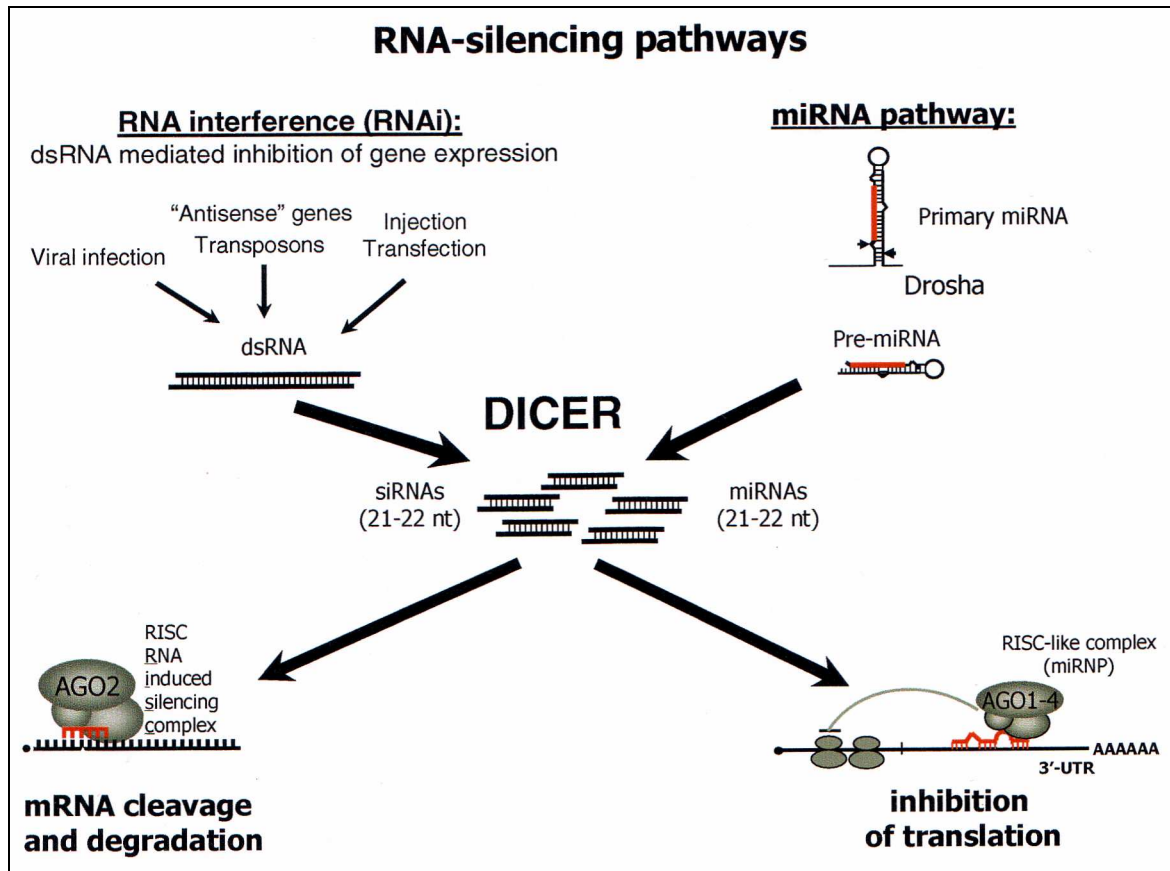 RNA-silencing pathways
RNA interference (RNAi):
dsRNA mediated inhibition of gene expression
Viral infection
"Antisense" genes
Transposons
Injection
Transfection
dsRNA
miRNA pathway:
Primary miRNA
Drosha
Pre-miRNA
DICER
siRNAs
(21-22 nt)
miRNAs
(21-22 nt)
AGO2
RISC
RNA
induced
silencing
complex
mRNA cleavage
and degradation
RISC-like complex
(miRNP)
AGO1-4
AAAAAA
3'-UTR
inhibition
of translation